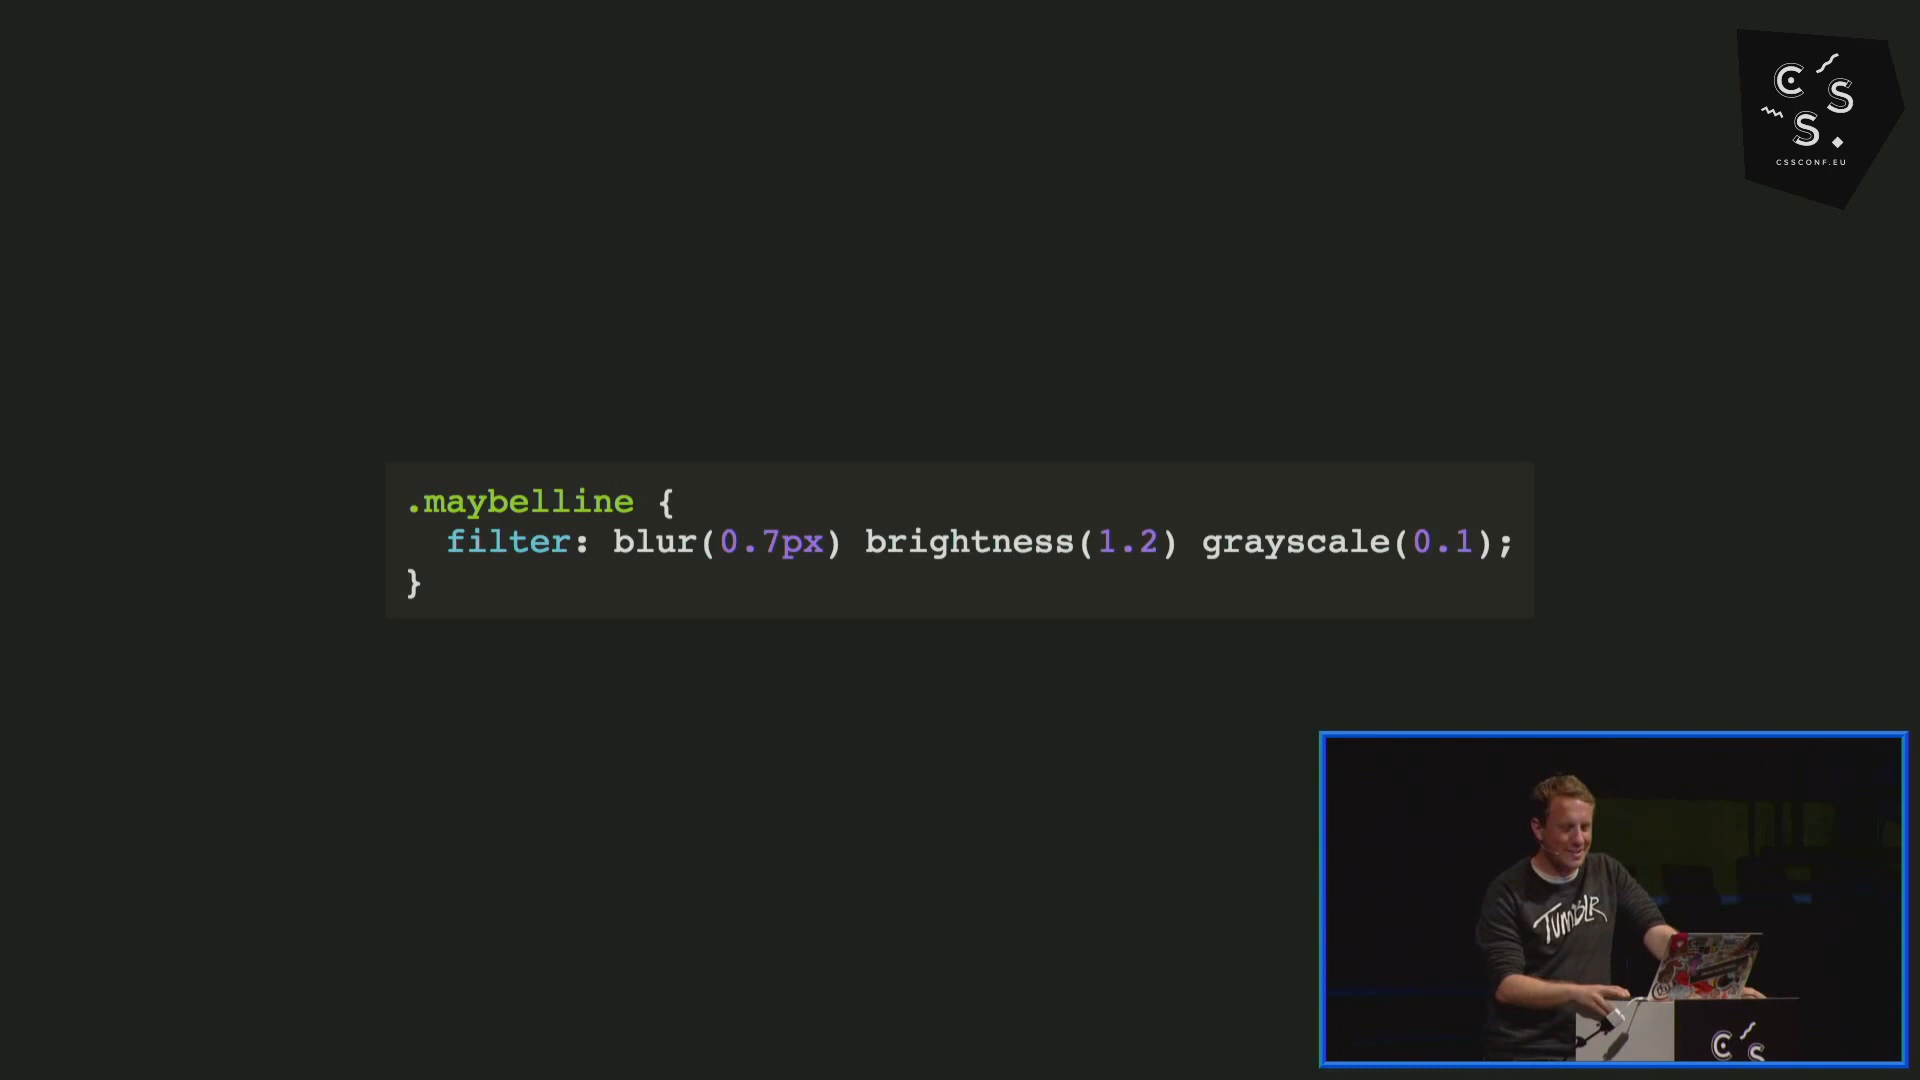 C
S
S.
CSSCONF.EU
.maybelline {
  filter: blur(0.7px) brightness(1.2) grayscale(0.1);
}
TUMBLR
C S